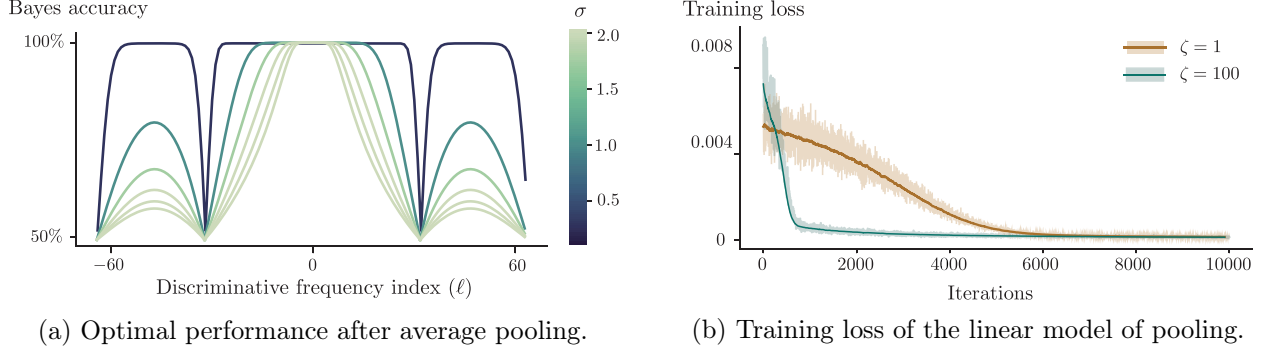 Bayes accuracy
100%
50%
−60
0
63
Discriminative frequency index (ℓ)
σ
2.0
1.5
1.0
0.5
(a) Optimal performance after average pooling.
Training loss
0.008
0.004
0
0
2000
4000
6000
8000
10000
Iterations
ζ = 1
ζ = 100
(b) Training loss of the linear model of pooling.